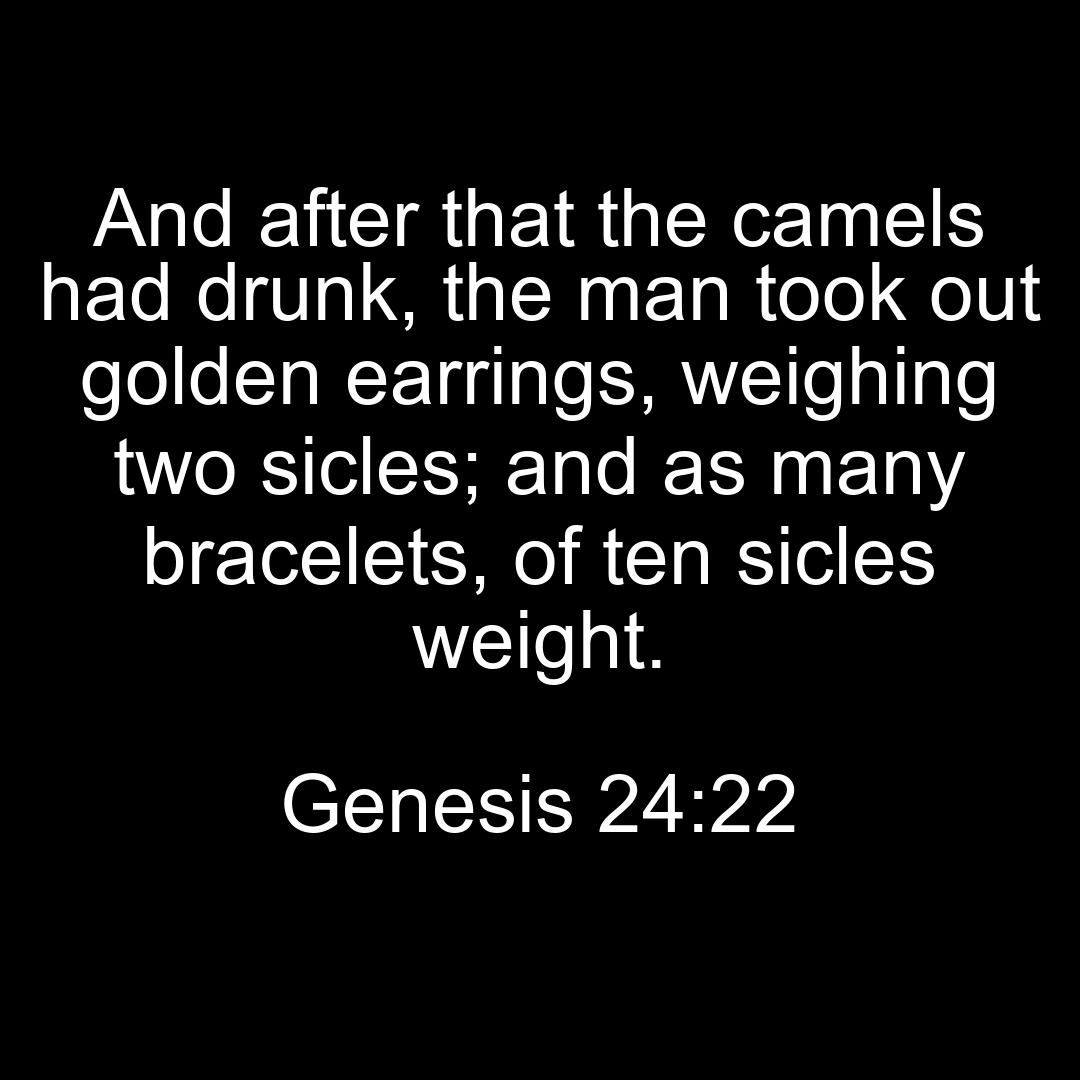 And after that the camels
had drunk, the man took out
golden earrings, weighing
two sicles; and as many
bracelets, of ten sicles
weight.
Genesis 24:22